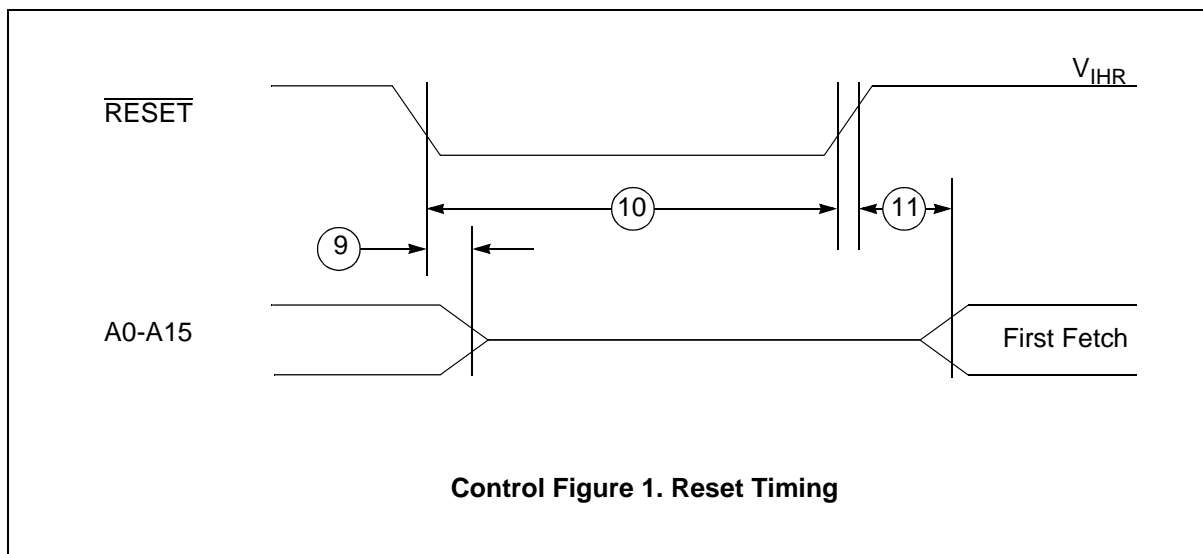 V_IHR
RESET
10
11
9
A0-A15
First Fetch
Control Figure 1. Reset Timing